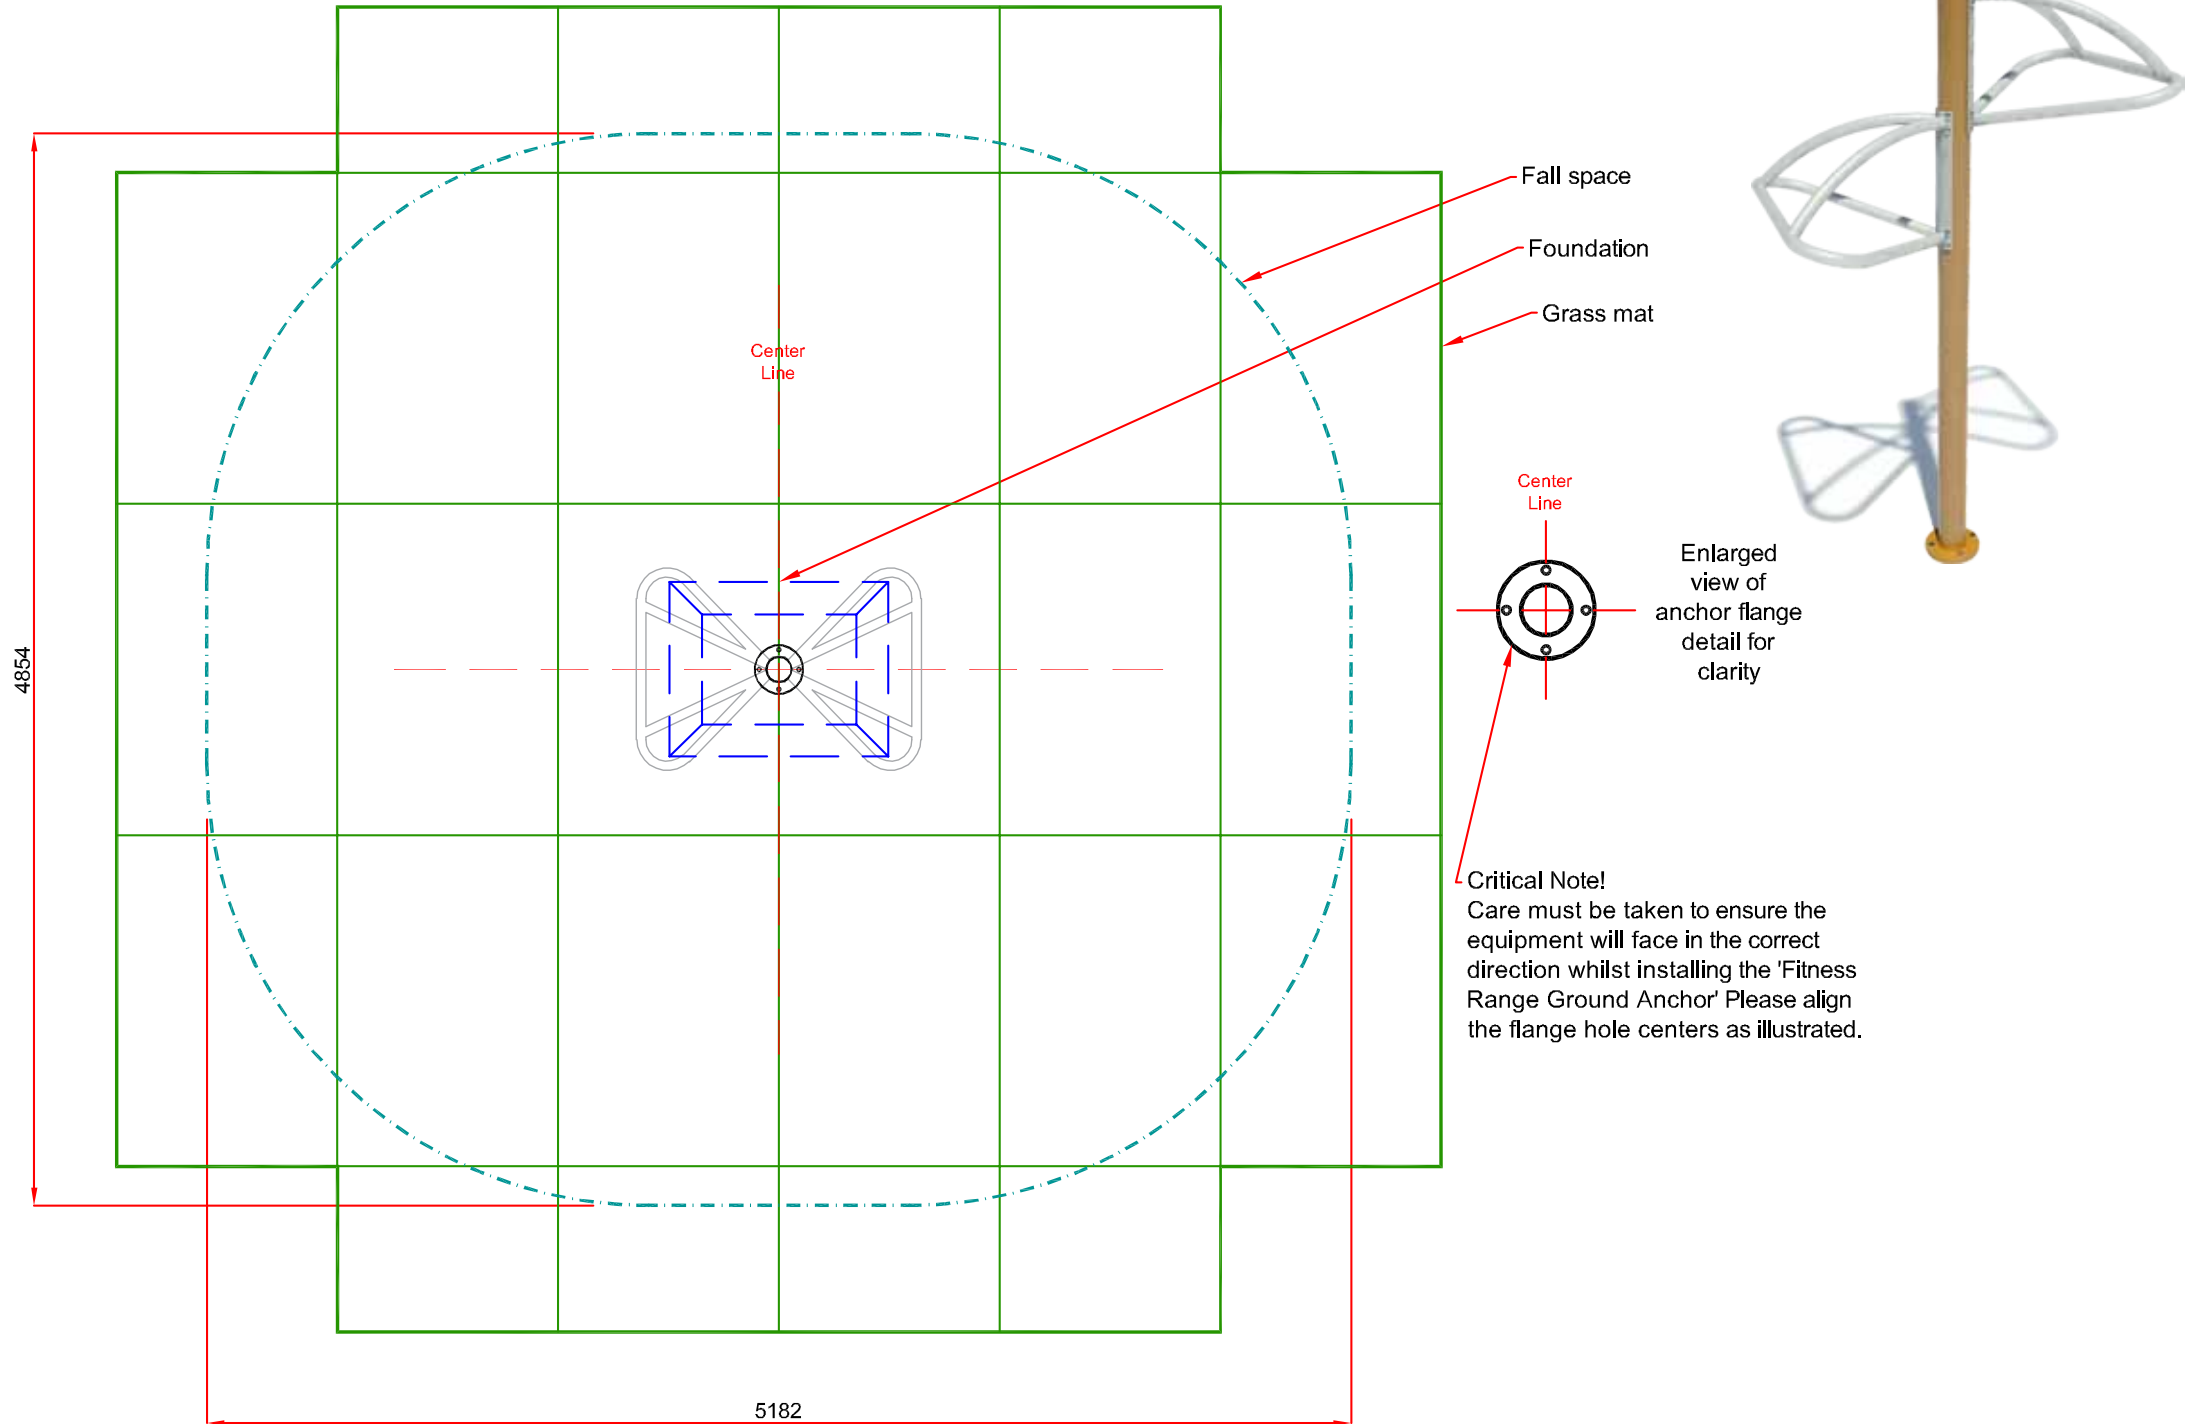 Fall space
Foundation
Grass mat
Center
Line
Center
Line
Enlarged
view of
anchor flange
detail for
clarity
4854
Critical Note!
Care must be taken to ensure the
equipment will face in the correct
direction whilst installing the 'Fitness
Range Ground Anchor' Please align
the flange hole centers as illustrated.
5182